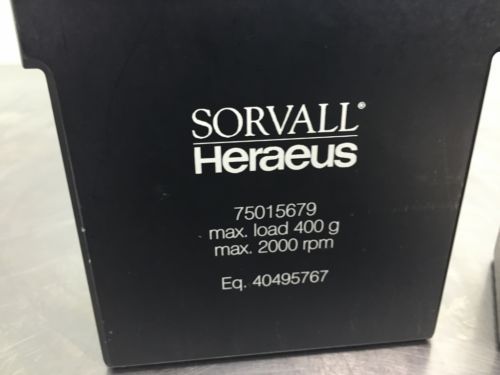 SORVALL®
Heraeus
75015679
max. load 400 g
max. 2000 rpm
Eq. 40495767